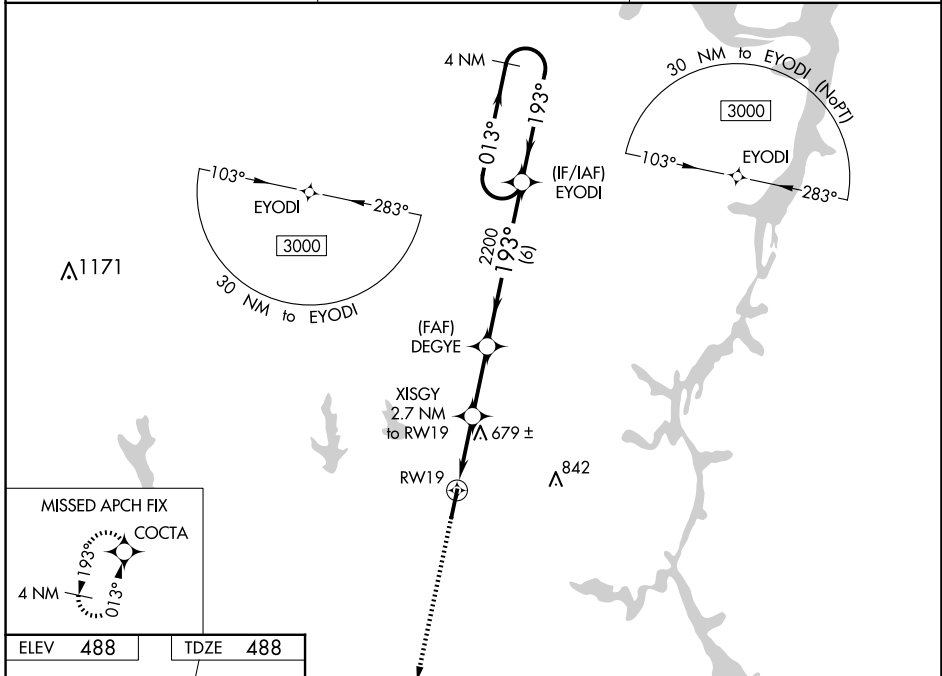 4 NM
013°
193°
(IF/IAF)
EYODI
30 NM to EYODI (NoPT)
3000
103°
EYODI
283°
103°
EYODI
283°
3000
30 NM to EYODI
1171
2200
193°
(6)
(FAF)
DEGYE
XISGY
2.7 NM
to RW19
679 ±
RW19
842
MISSED APCH FIX
COCTA
193°
4 NM
013°
ELEV 488
TDZE 488